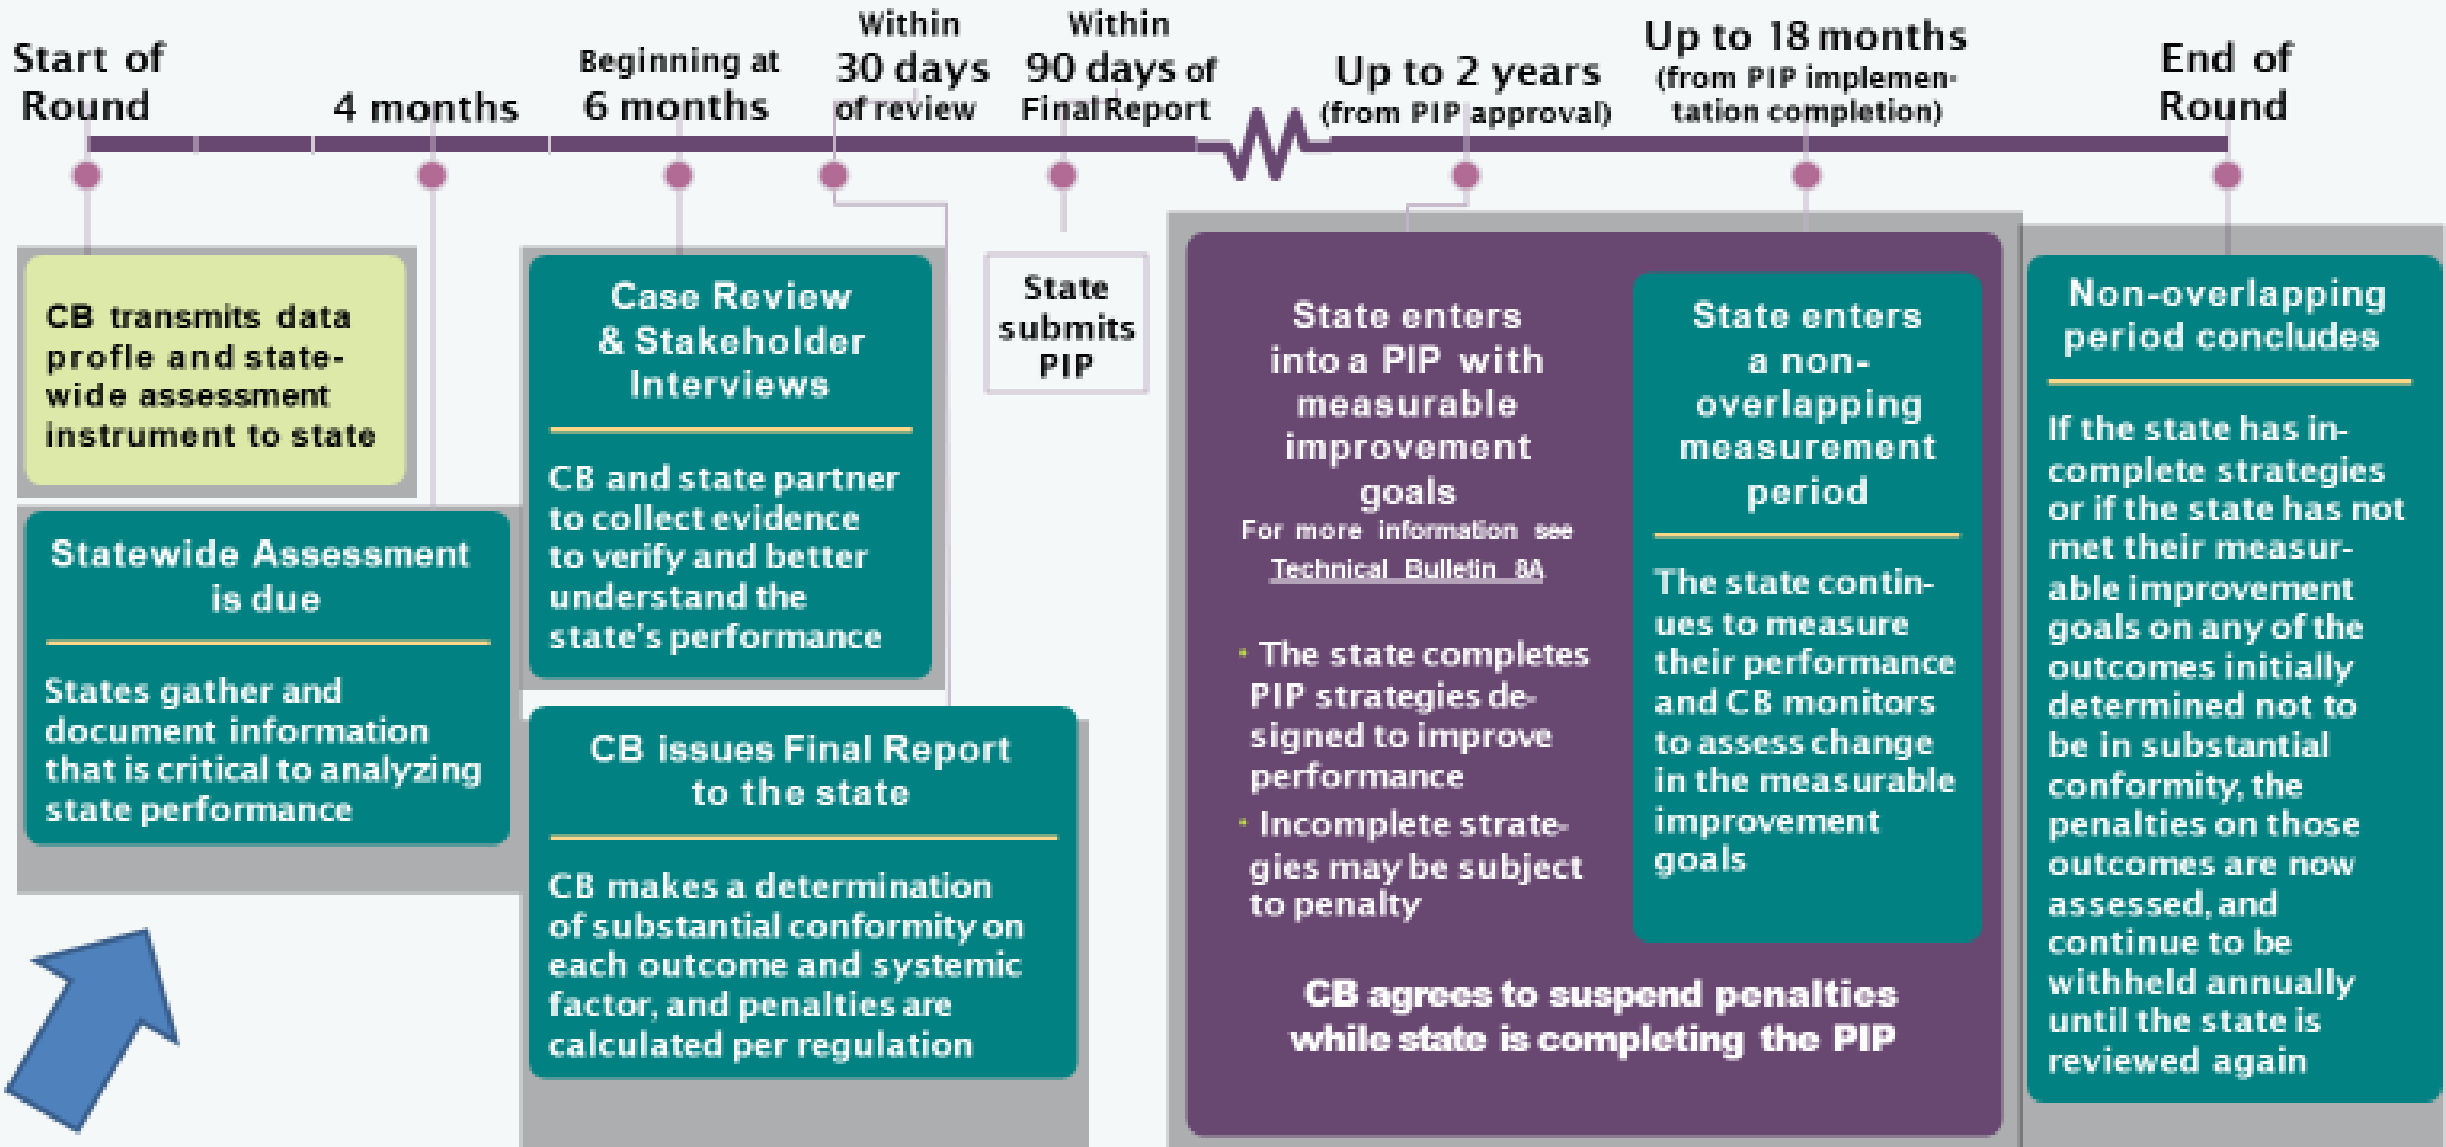 Start of
Round
4 months
Beginning at
6 months
Within
30 days
of review
Within
90 days of
Final Report
Up to 2 years
(from PIP approval)
Up to 18 months
(from PIP implemen-
tation completion)
End of
Round
CB transmits data
profle and state-
wide assessment
instrument to state
Statewide Assessment
is due
States gather and
document information
that is critical to analyzing
state performance
Case Review
& Stakeholder
Interviews
CB and state partner
to collect evidence
to verify and better
understand the
state's performance
CB issues Final Report
to the state
CB makes a determination
of substantial conformity on
each outcome and systemic
factor, and penalties are
calculated per regulation
State
submits
PIP
State enters
into a PIP with
measurable
improvement
goals
For more information see
Technical Bulletin 8A
· The state completes
PIP strategies de-
signed to improve
performance
· Incomplete strate-
gies may be subject
to penalty
State enters
a non-
overlapping
measurement
period
The state contin-
ues to measure
their performance
and CB monitors
to assess change
in the measurable
improvement
goals
CB agrees to suspend penalties
while state is completing the PIP
Non-overlapping
period concludes
If the state has in-
complete strategies
or if the state has not
met their measur-
able improvement
goals on any of the
outcomes initially
determined not to
be in substantial
conformity, the
penalties on those
outcomes are now
assessed, and
continue to be
withheld annually
until the state is
reviewed again